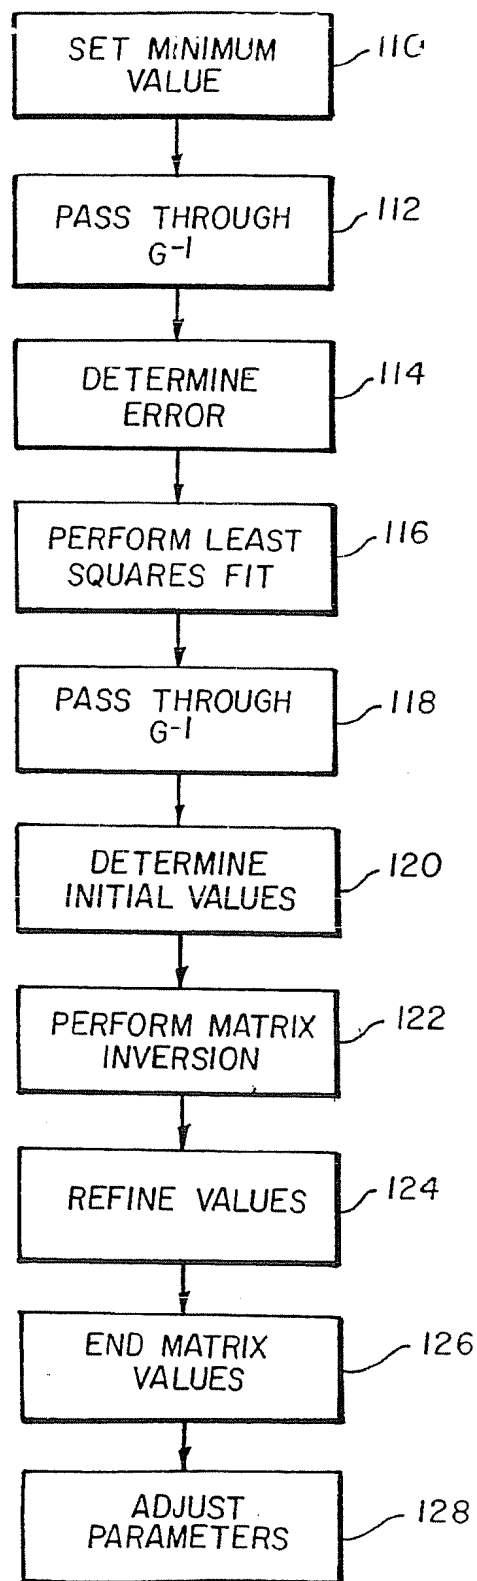 SET MINIMUM
VALUE
110
PASS THROUGH
G-1
112
DETERMINE
ERROR
114
PERFORM LEAST
SQUARES FIT
116
PASS THROUGH
G-1
118
DETERMINE
INITIAL VALUES
120
PERFORM MATRIX
INVERSION
122
REFINE VALUES
124
END MATRIX
VALUES
126
ADJUST
PARAMETERS
128